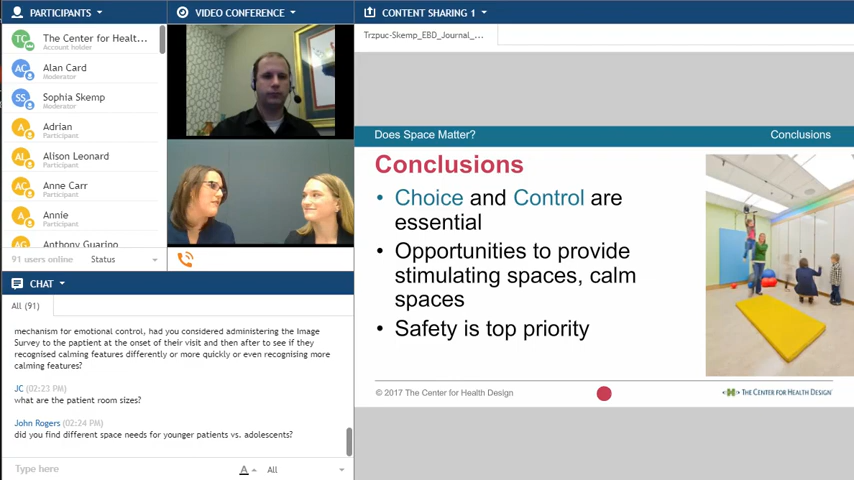 PARTICIPANTS
TC
The Center for Healt...
Account holder
AC
Alan Card
Moderator
SS
Sophia Skemp
Moderator
A
Adrian
Participant
AL
Alison Leonard
Participant
AC
Anne Carr
Participant
A
Annie
Participant
AG
Anthony Guarino
91 users online
Status
VIDEO CONFERENCE
CHAT
All (91)
mechanism for emotional control, had you considered administering the Image
Survey to the paptient at the onset of their visit and then after to see if they
recognised calming features differently or more quickly or even recognising more
calming features?
JC (02:23 PM)
what are the patient room sizes?
John Rogers (02:24 PM)
did you find different space needs for younger patients vs. adolescents?
Type here
A
All
CONTENT SHARING 1
Trzpuc-Skemp_EBD_Journal_...
Does Space Matter?
Conclusions
Conclusions
• Choice and Control are
essential
• Opportunities to provide
stimulating spaces, calm
spaces
• Safety is top priority
© 2017 The Center for Health Design
THE CENTER FOR HEALTH DESIGN